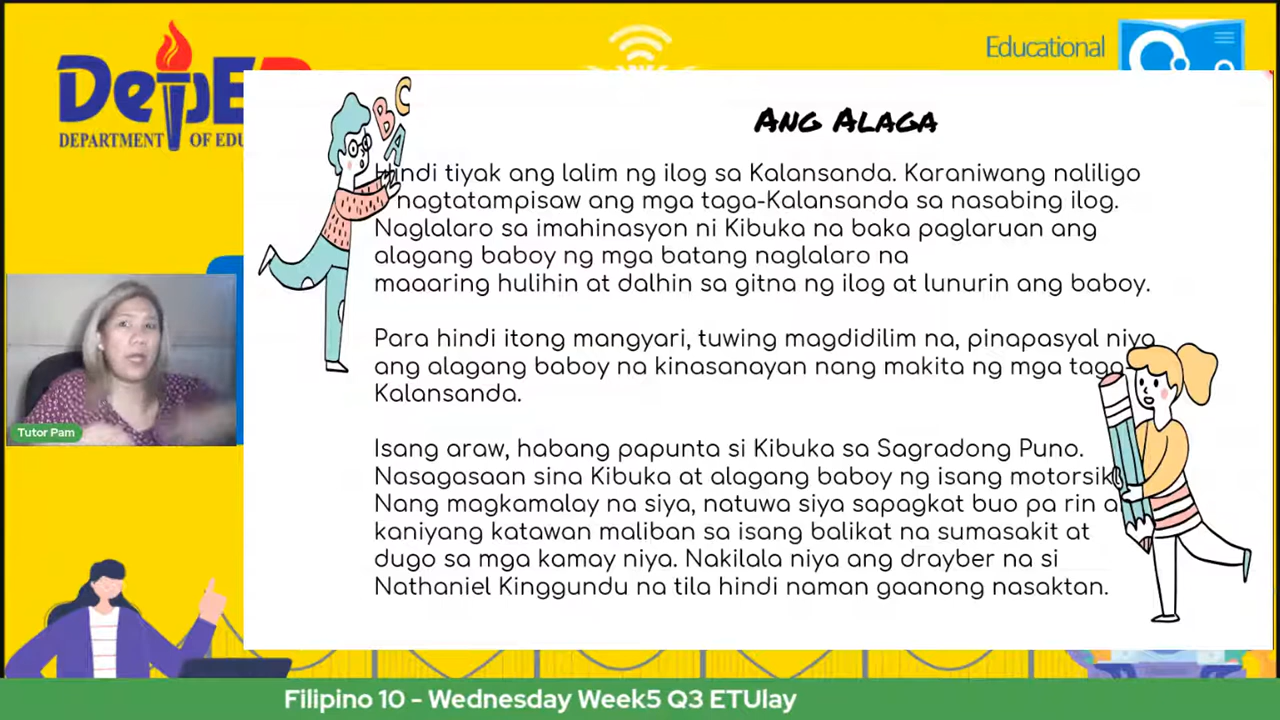 DepED
DEPARTMENT OF EDU
Educational
B C A
ANG ALAGA
Hindi tiyak ang lalim ng ilog sa Kalansanda. Karaniwang naliligo
nagtatampisaw ang mga taga-Kalansanda sa nasabing ilog.
Naglalaro sa imahinasyon ni Kibuka na baka paglaruan ang
alagang baboy ng mga batang naglalaro na
maaaring hulihin at dalhin sa gitna ng ilog at lunurin ang baboy.
Para hindi itong mangyari, tuwing magdidilim na, pinapasyal niya
ang alagang baboy na kinasanayan nang makita ng mga taga
Kalansanda.
Isang araw, habang papunta si Kibuka sa Sagradong Puno.
Nasagasaan sina Kibuka at alagang baboy ng isang motorsikl
Nang magkamalay na siya, natuwa siya sapagkat buo pa rin a
kaniyang katawan maliban sa isang balikat na sumasakit at
dugo sa mga kamay niya. Nakilala niya ang drayber na si
Nathaniel Kinggundu na tila hindi naman gaanong nasaktan.
Tutor Pam
Filipino 10 - Wednesday Week5 Q3 ETUlay